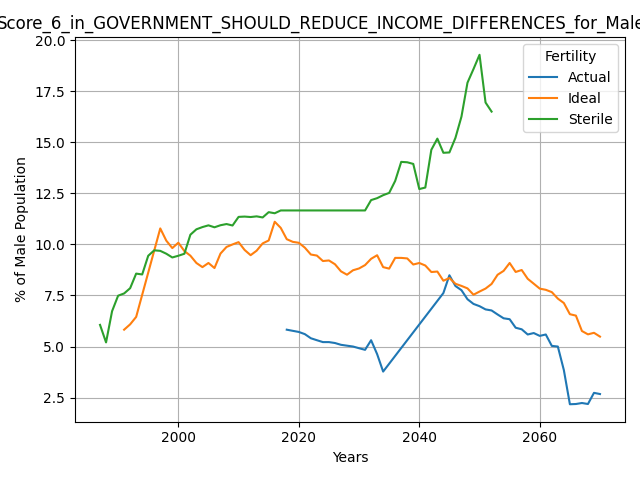 Score_6_in_GOVERNMENT_SHOULD_REDUCE_INCOME_DIFFERENCES_for_Male
20.0
17.5
15.0
12.5
10.0
7.5
5.0
2.5
% of Male Population
Fertility
Actual
Ideal
Sterile
2000 2020 2040 2060
Years